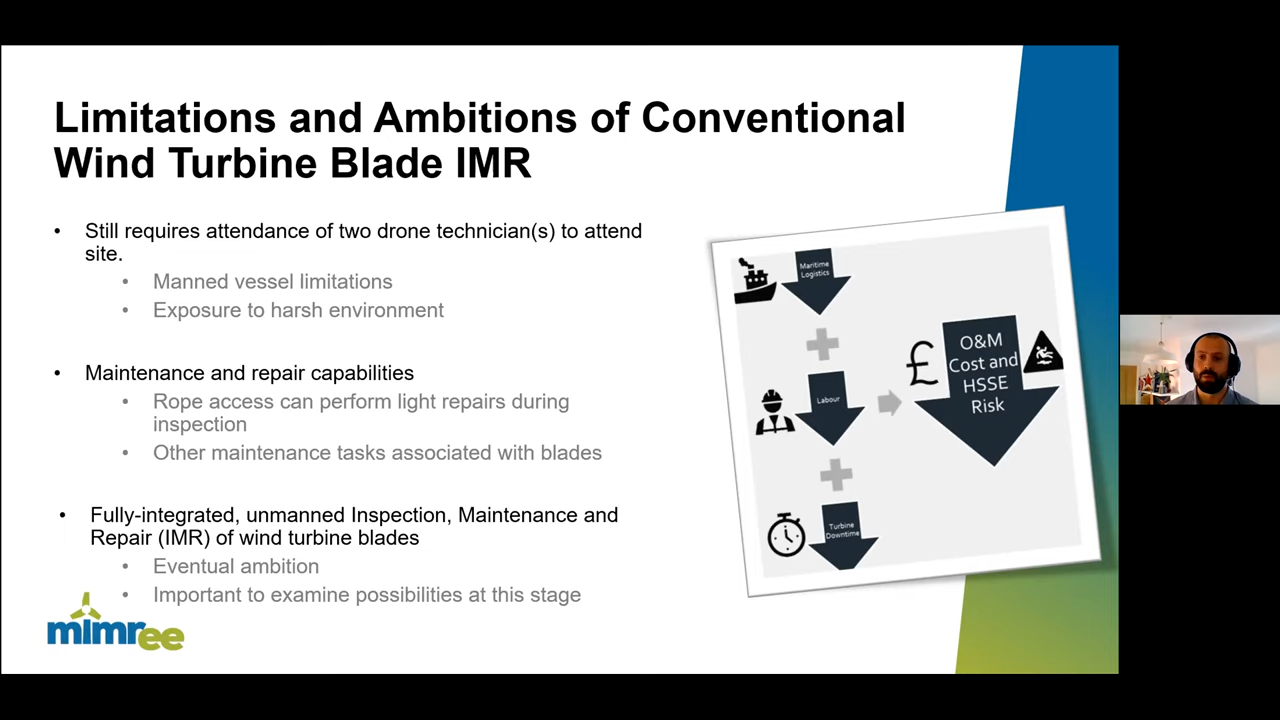 Limitations and Ambitions of Conventional
Wind Turbine Blade IMR
• Still requires attendance of two drone technician(s) to attend
site.
• Manned vessel limitations
• Exposure to harsh environment
• Maintenance and repair capabilities
• Rope access can perform light repairs during
inspection
• Other maintenance tasks associated with blades
• Fully-integrated, unmanned Inspection, Maintenance and
Repair (IMR) of wind turbine blades
• Eventual ambition
• Important to examine possibilities at this stage
mimree
Maritime
Logistics
+
Labour
+
Turbine
Downtime
£
O&M
Cost and
HSSE
Risk